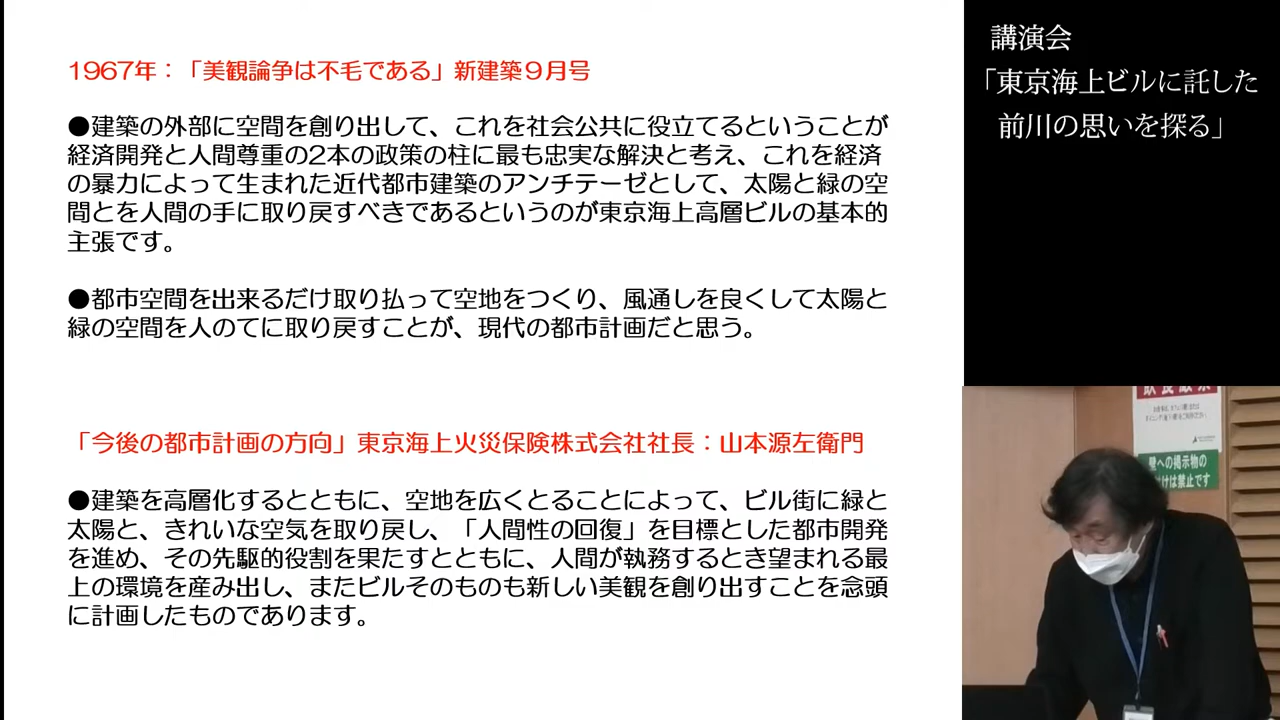 1967年：「美観論争は不毛である」新建築９月号
●建築の外部に空間を創り出して、これを社会公共に役立てるということが
経済開発と人間尊重の2本の政策の柱に最も忠実な解決と考え、これを経済
の暴力によって生まれた近代都市建築のアンチテーゼとして、太陽と緑の空
間とを人間の手に取り戻すべきであるというのが東京海上高層ビルの基本的
主張です。
●都市空間を出来るだけ取り払って空地をつくり、風通しを良くして太陽と
緑の空間を人のてに取り戻すことが、現代の都市計画だと思う。
「今後の都市計画の方向」東京海上火災保険株式会社社長：山本源左衛門
●建築を高層化するとともに、空地を広くとることによって、ビル街に緑と
太陽と、きれいな空気を取り戻し、「人間性の回復」を目標とした都市開発
を進め、その先駆的役割を果たすとともに、人間が執務するとき望まれる最
上の環境を産み出し、またビルそのものも新しい美観を創り出すことを念頭
に計画したものであります。
講演会
「東京海上ビルに託した
前川の思いを探る」
壁への掲示物の
けは禁止です